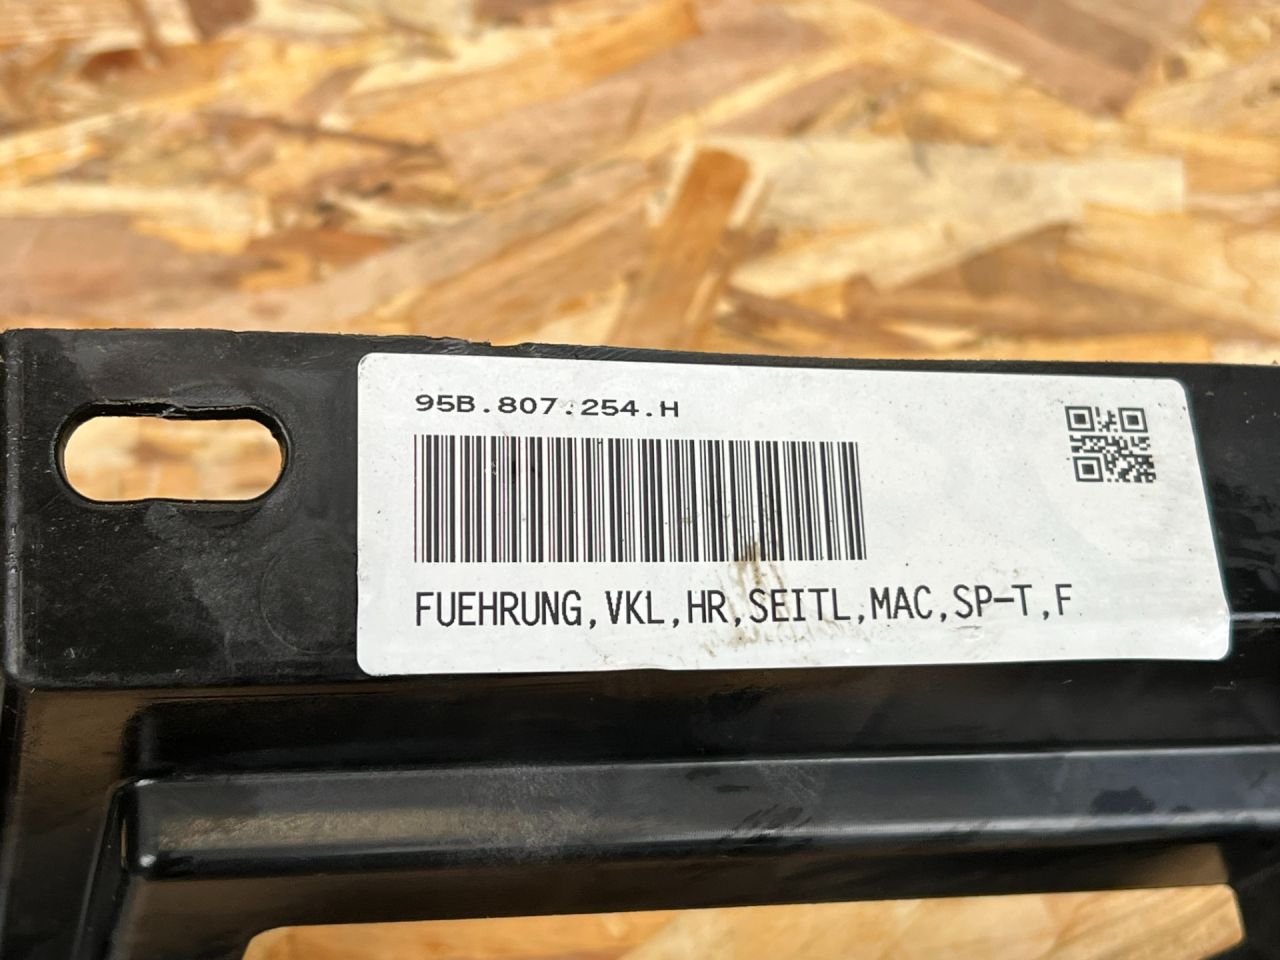 95B.807.254.H
FUEHRUNG,VKL,HR,SEITL,MAC,SP-T,F